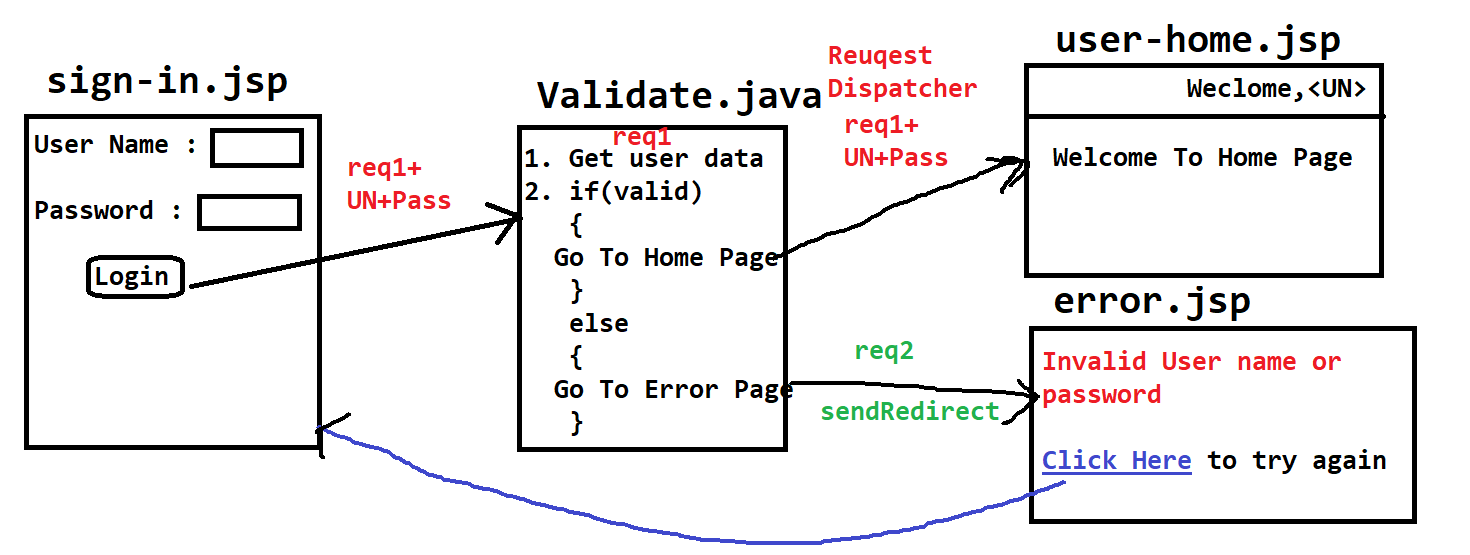 sign-in.jsp
User Name :
Password :
Login
req1+
UN+Pass
Validate.java
req1
1. Get user data
2. if(valid)
{
Go To Home Page
}
else
{
Go To Error Page
}
Reuqest
Dispatcher
req1+
UN+Pass
user-home.jsp
Weclome,<UN>
Welcome To Home Page
req2
sendRedirect
error.jsp
Invalid User name or
password
Click Here to try again